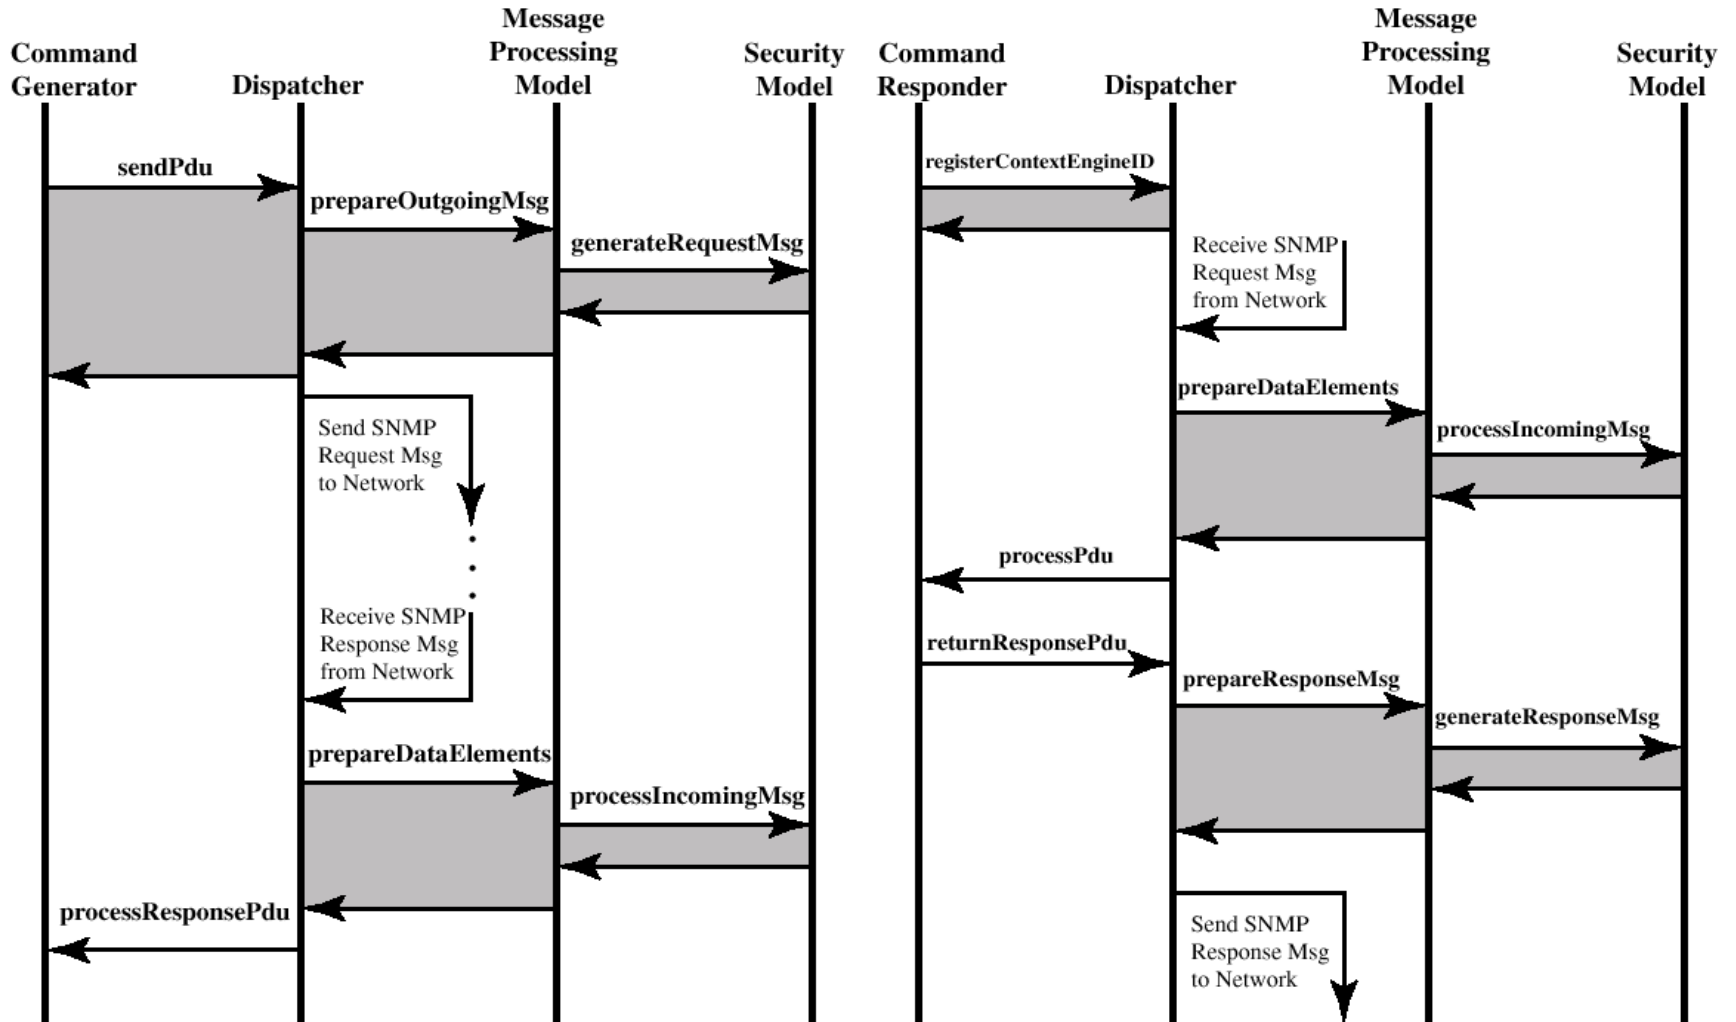 Command
Generator
Dispatcher
Message
Processing
Model
Security
Model
sendPdu
prepareOutgoingMsg
generateRequestMsg
Send SNMP
Request Msg
to Network
Receive SNMP
Response Msg
from Network
prepareDataElements
processIncomingMsg
processResponsePdu
Command
Responder
Dispatcher
Message
Processing
Model
Security
Model
registerContextEngineID
Receive SNMP
Request Msg
from Network
prepareDataElements
processIncomingMsg
processPdu
returnResponsePdu
prepareResponseMsg
generateResponseMsg
Send SNMP
Response Msg
to Network